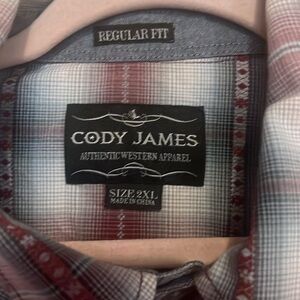 REGULAR FIT
CODY JAMES
AUTHENTIC WESTERN APPAREL
SIZE 2XL
MADE IN CHINA